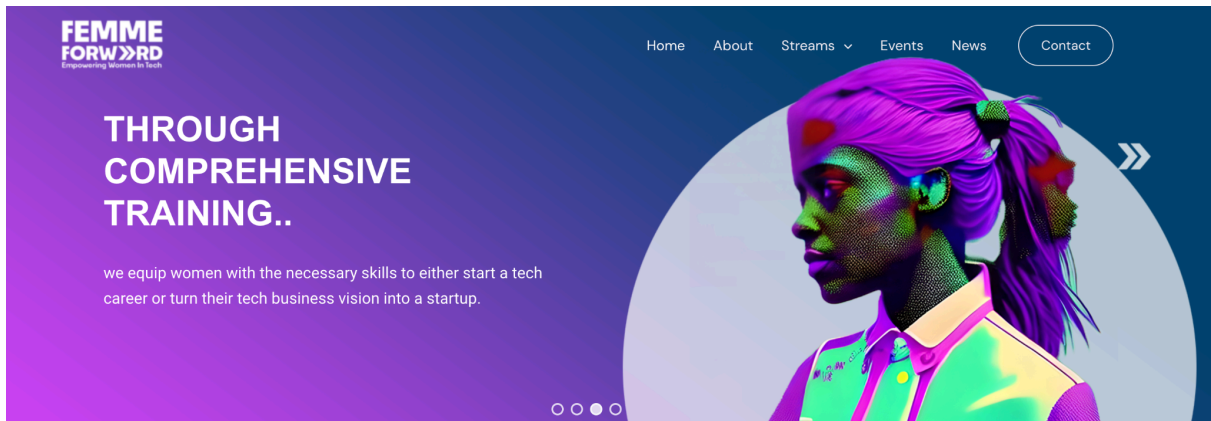 FEMME
FORW»RD
Empowering Women In Tech
Home About Streams Events News Contact
THROUGH
COMPREHENSIVE
TRAINING..
we equip women with the necessary skills to either start a tech
career or turn their tech business vision into a startup.